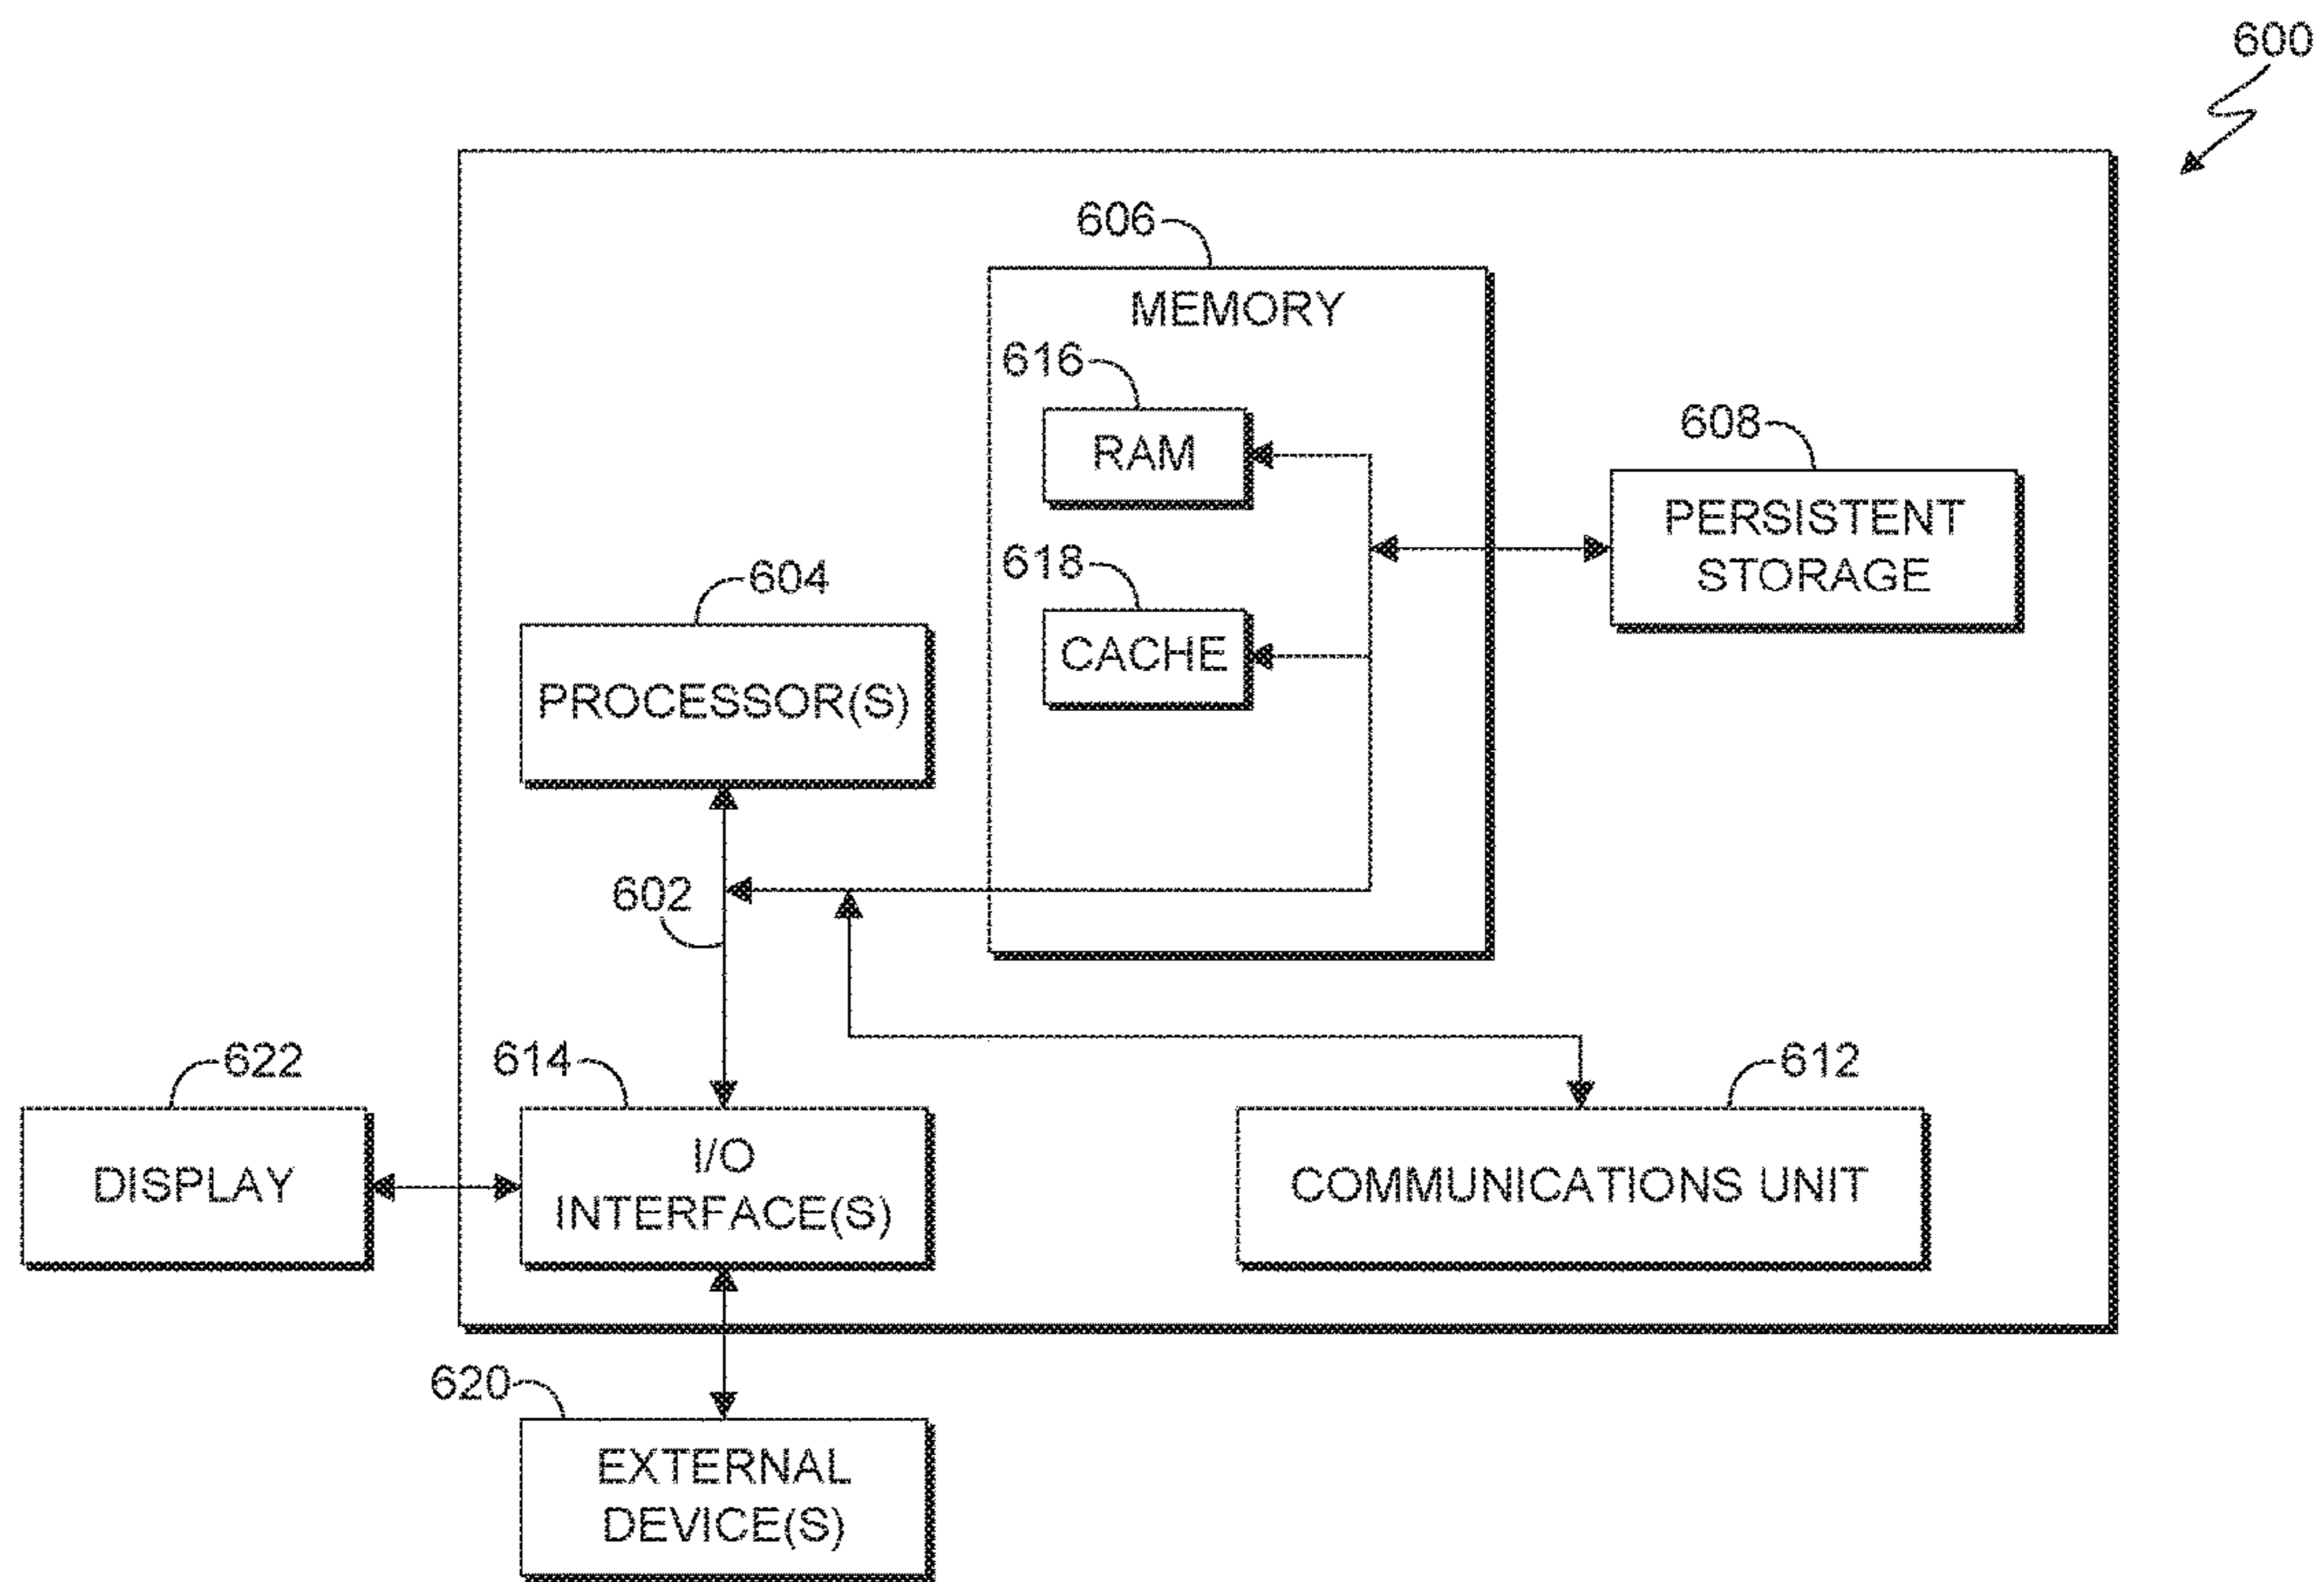 600
606
MEMORY
616
RAM
608
PERSISTENT
STORAGE
618
CACHE
604
PROCESSOR(S)
602
622
DISPLAY
614
I/O
INTERFACE(S)
612
COMMUNICATIONS UNIT
620
EXTERNAL
DEVICE(S)